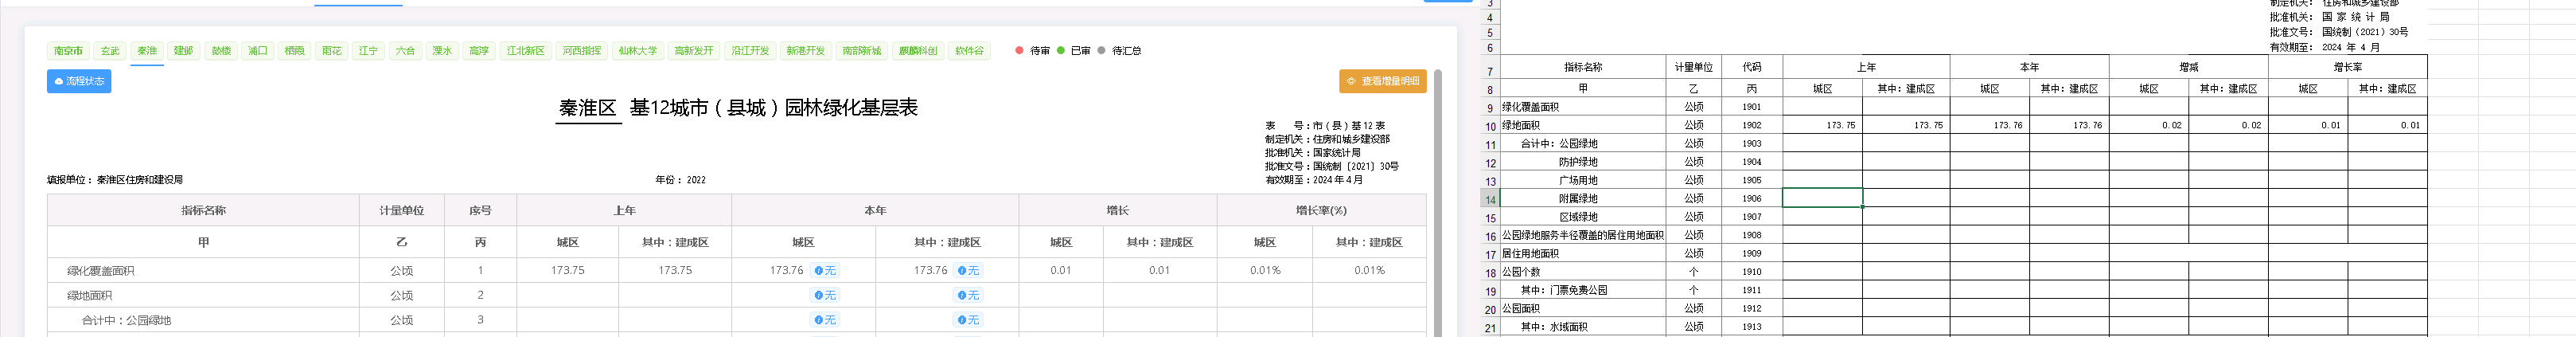 南京市 玄武 秦淮 建邺 鼓楼 浦口 栖霞 雨花 江宁 六合 溧水 高淳 江北新区 河西指挥 仙林大学 高新发开 沿江开发 新港开发 南部新城 麒麟科创 软件谷 待审 已审 待汇总
流程状态 查看增量明细
秦淮区 基12城市（县城）园林绿化基层表
表 号：市（县）基12表
制定机关：住房和城乡建设部
批准机关：国家统计局
批准文号：国统制〔2021〕30号
填报单位：秦淮区住房和建设局 年份：2022 有效期至：2024年4月
指标名称 计量单位 序号 上年 本年 增长 增长率(%)
甲 乙 丙 城区 其中：建成区 城区 其中：建成区 城区 其中：建成区 城区 其中：建成区
绿化覆盖面积 公顷 1 173.75 173.75 173.76 无 173.76 无 0.01 0.01 0.01% 0.01%
绿地面积 公顷 2 无 无
合计中：公园绿地 公顷 3 无 无
3 制定机关： 住房和城乡建设部
4 批准机关： 国 家 统 计 局
5 批准文号： 国统制（2021）30号
6 有效期至： 2024 年 4 月
7 指标名称 计量单位 代码 上年 本年 增减 增长率
8 甲 乙 丙 城区 其中：建成区 城区 其中：建成区 城区 其中：建成区 城区 其中：建成区
9 绿化覆盖面积 公顷 1901
10 绿地面积 公顷 1902 173.75 173.75 173.76 173.76 0.02 0.02 0.01 0.01
11 合计中：公园绿地 公顷 1903
12 防护绿地 公顷 1904
13 广场用地 公顷 1905
14 附属绿地 公顷 1906
15 区域绿地 公顷 1907
16 公园绿地服务半径覆盖的居住用地面积 公顷 1908
17 居住用地面积 公顷 1909
18 公园个数 个 1910
19 其中：门票免费公园 个 1911
20 公园面积 公顷 1912
21 其中：水域面积 公顷 1913